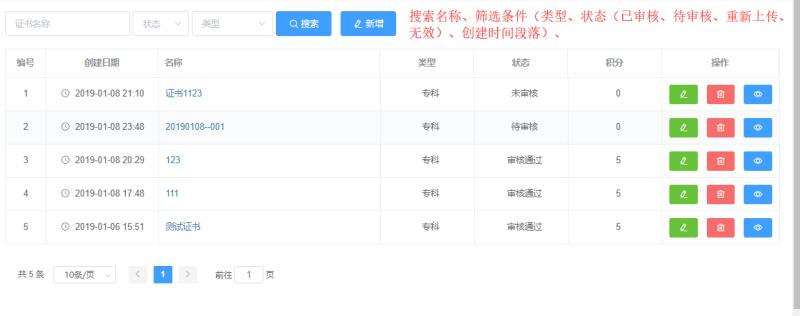 证书名称 状态 类型 搜索 新增
搜索名称、筛选条件（类型、状态（已审核、待审核、重新上传、
无效）、创建时间段落）、
编号 创建日期 名称 类型 状态 积分 操作
1 2019-01-08 21:10 证书1123 专科 未审核 0
2 2019-01-08 23:48 20190108--001 专科 待审核 0
3 2019-01-08 20:29 123 专科 审核通过 5
4 2019-01-08 17:48 111 专科 审核通过 5
5 2019-01-06 15:51 测试证书 专科 审核通过 5
共 5 条 10条/页 1 前往 1 页